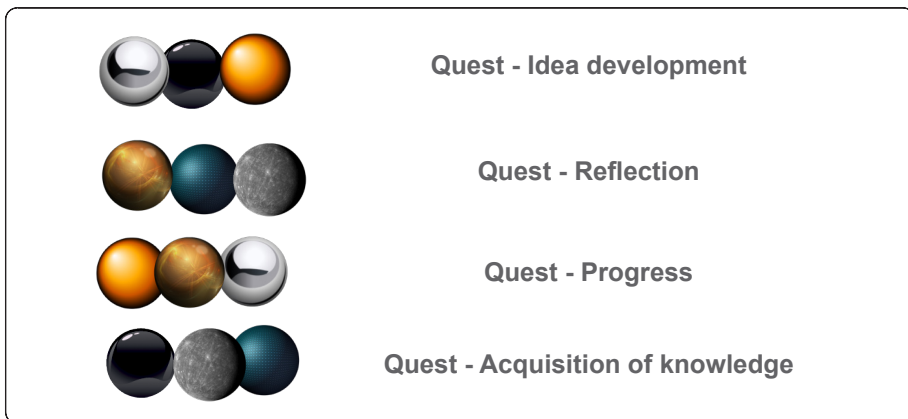 Quest - Idea development
Quest - Reflection
Quest - Progress
Quest - Acquisition of knowledge